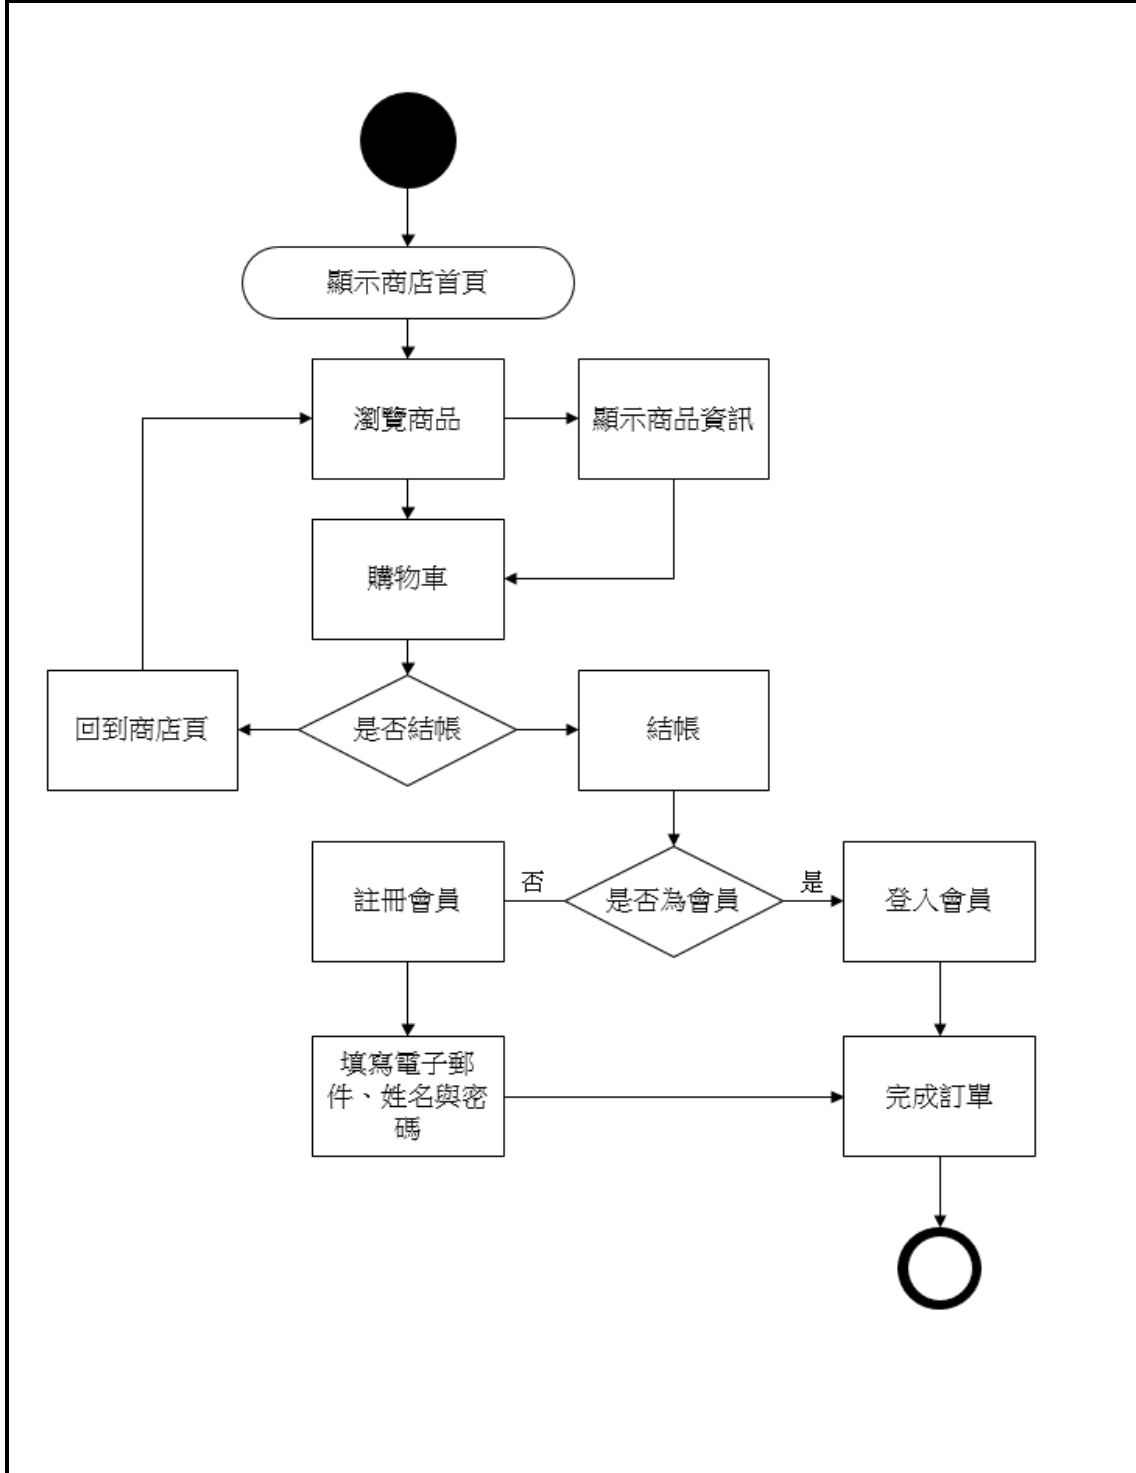 顯示商店首頁
瀏覽商品
顯示商品資訊
購物車
回到商店頁
是否結帳
結帳
註冊會員
否
是否為會員
是
登入會員
填寫電子郵
件、姓名與密
碼
完成訂單